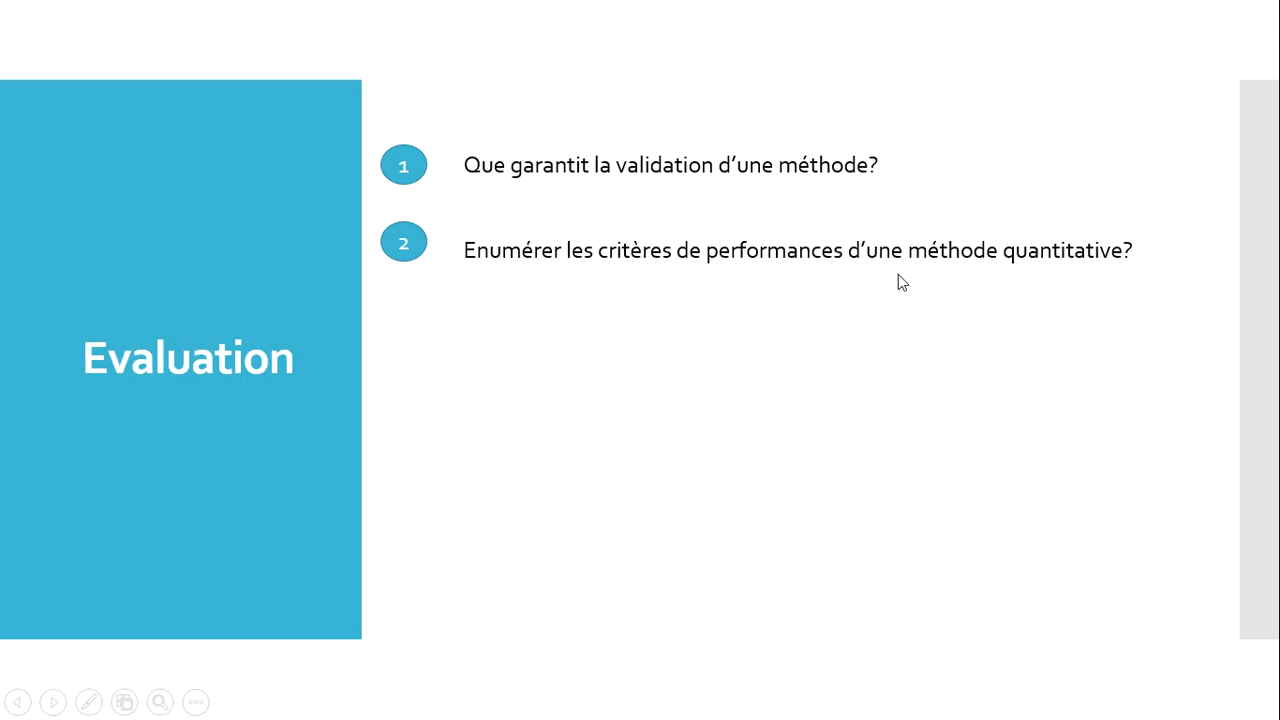 1 Que garantit la validation d’une méthode?
2 Enumérer les critères de performances d’une méthode quantitative?
Evaluation